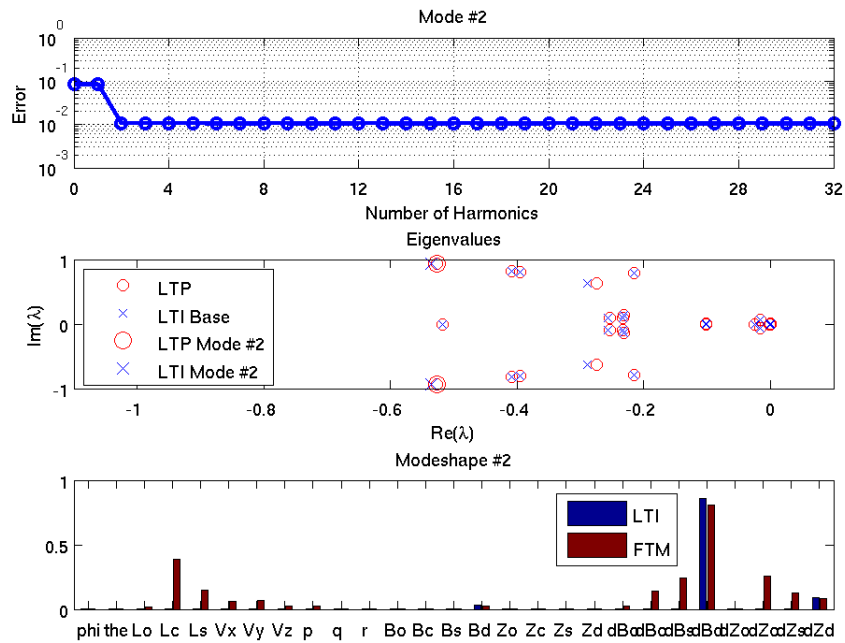 Mode #2
10^0
10^-1
10^-2
10^-3
Error
0 4 8 12 16 20 24 28 32
Number of Harmonics
Eigenvalues
1
0
-1
Im(λ)
LTP
LTI Base
LTP Mode #2
LTI Mode #2
-1 -0.8 -0.6 -0.4 -0.2 0
Re(λ)
Modeshape #2
1
0.5
0
LTI
FTM
phi the Lo Lc Ls Vx Vy Vz p q r Bo Bc Bs Bd Zo Zc Zs Zd dBo dBc dBs dBd dZo dZc dZs dZd